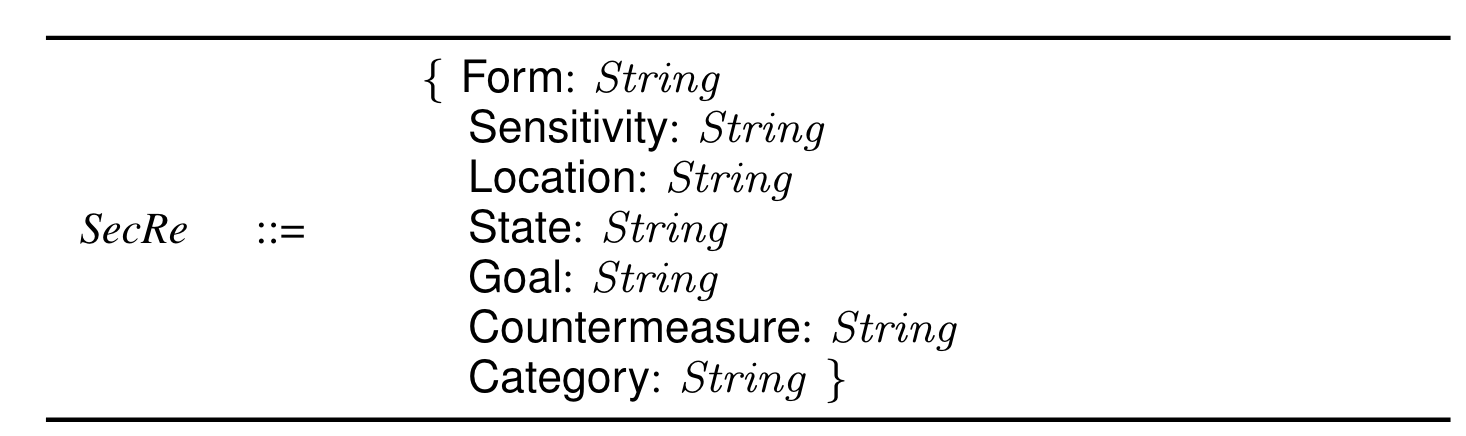 { Form: String
Sensitivity: String
Location: String
SecRe ::= State: String
Goal: String
Countermeasure: String
Category: String }